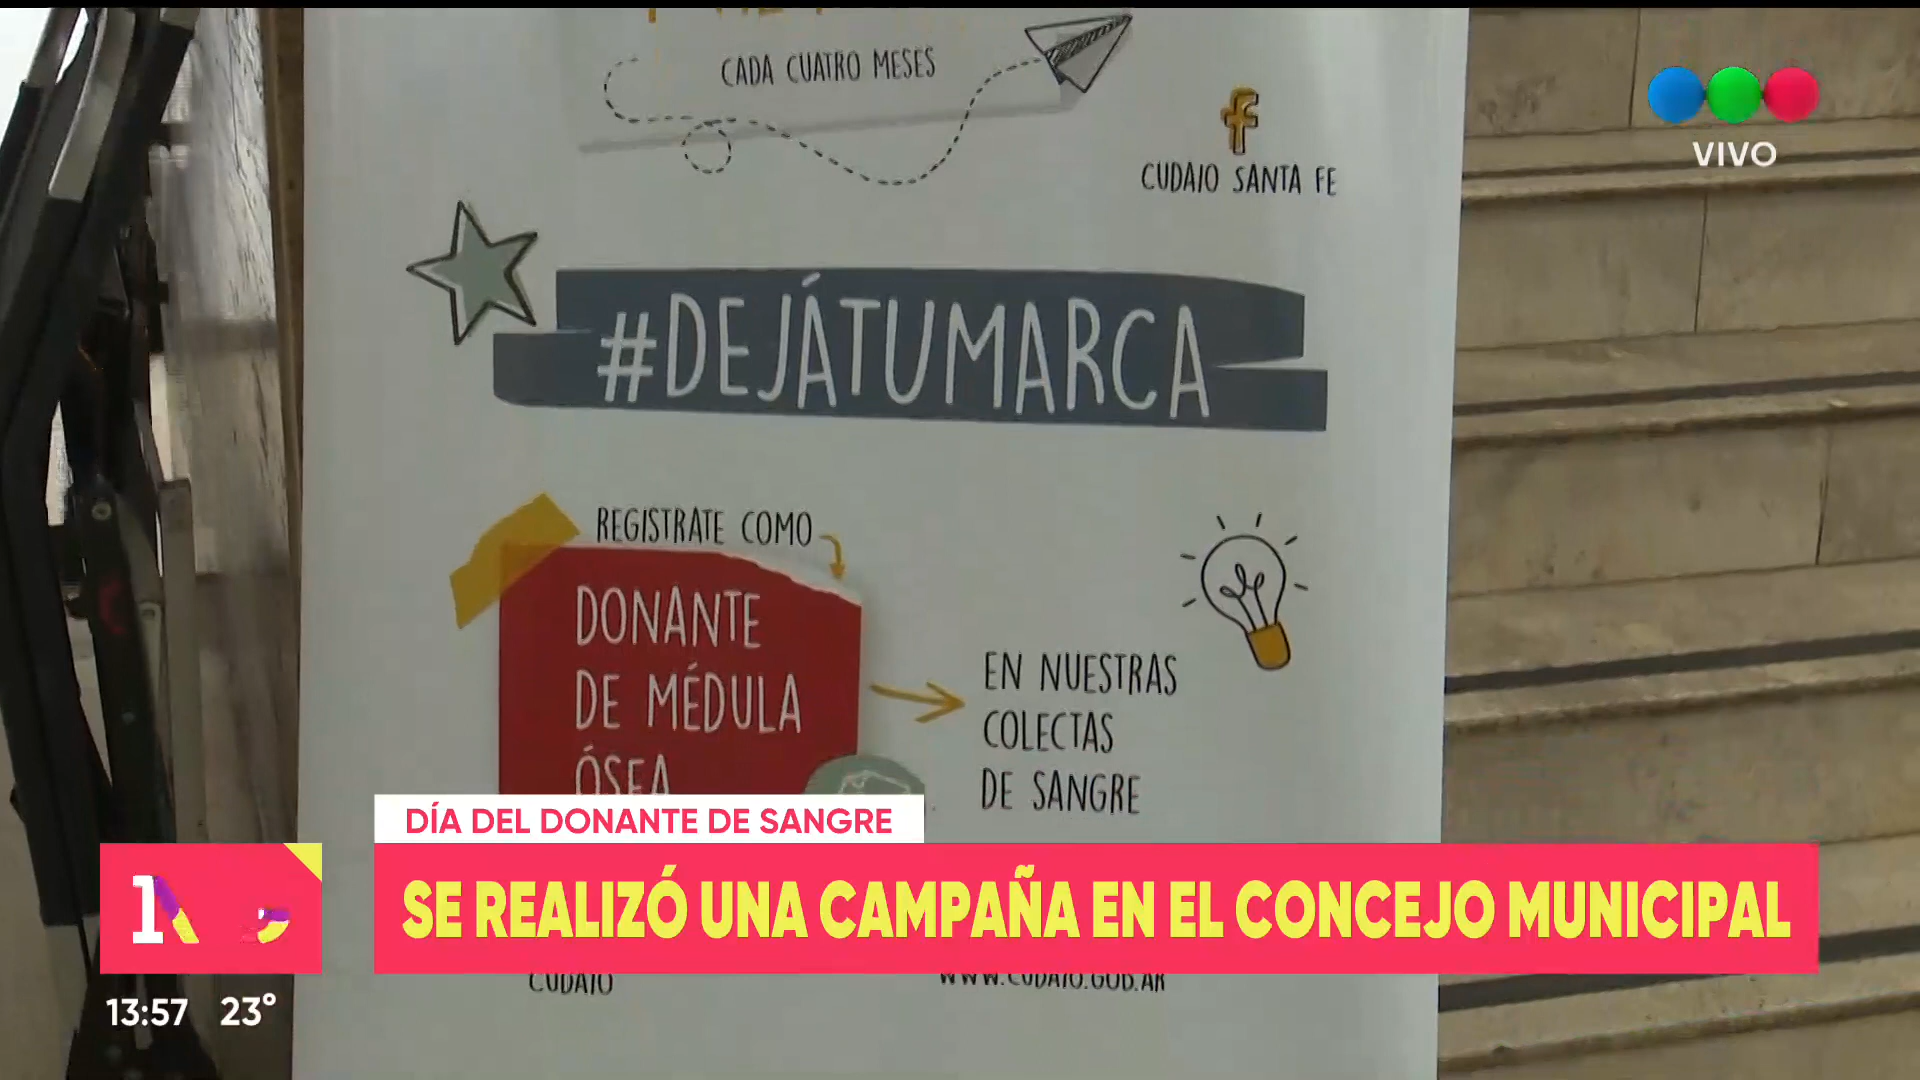 CADA CUATRO MESES
CUDAIO SANTA FE
VIVO
#DEJÁTUMARCA
REGISTRATE COMO
DONANTE
DE MÉDULA
ÓSEA
EN NUESTRAS
COLECTAS
DE SANGRE
DÍA DEL DONANTE DE SANGRE
SE REALIZÓ UNA CAMPAÑA EN EL CONCEJO MUNICIPAL
CUDAIO
WWW.CUDAIO.GOB.AR
13:57 23°